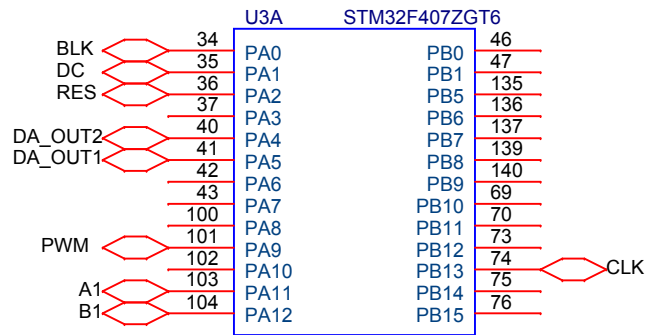 U3A STM32F407ZGT6
BLK 34 PA0 PB0 46
DC 35 PA1 PB1 47
RES 36 PA2 PB5 135
37 PA3 PB6 136
DA_OUT2 40 PA4 PB7 137
DA_OUT1 41 PA5 PB8 139
42 PA6 PB9 140
43 PA7 PB10 69
100 PA8 PB11 70
PWM 101 PA9 PB12 73
102 PA10 PB13 74 CLK
A1 103 PA11 PB14 75
B1 104 PA12 PB15 76